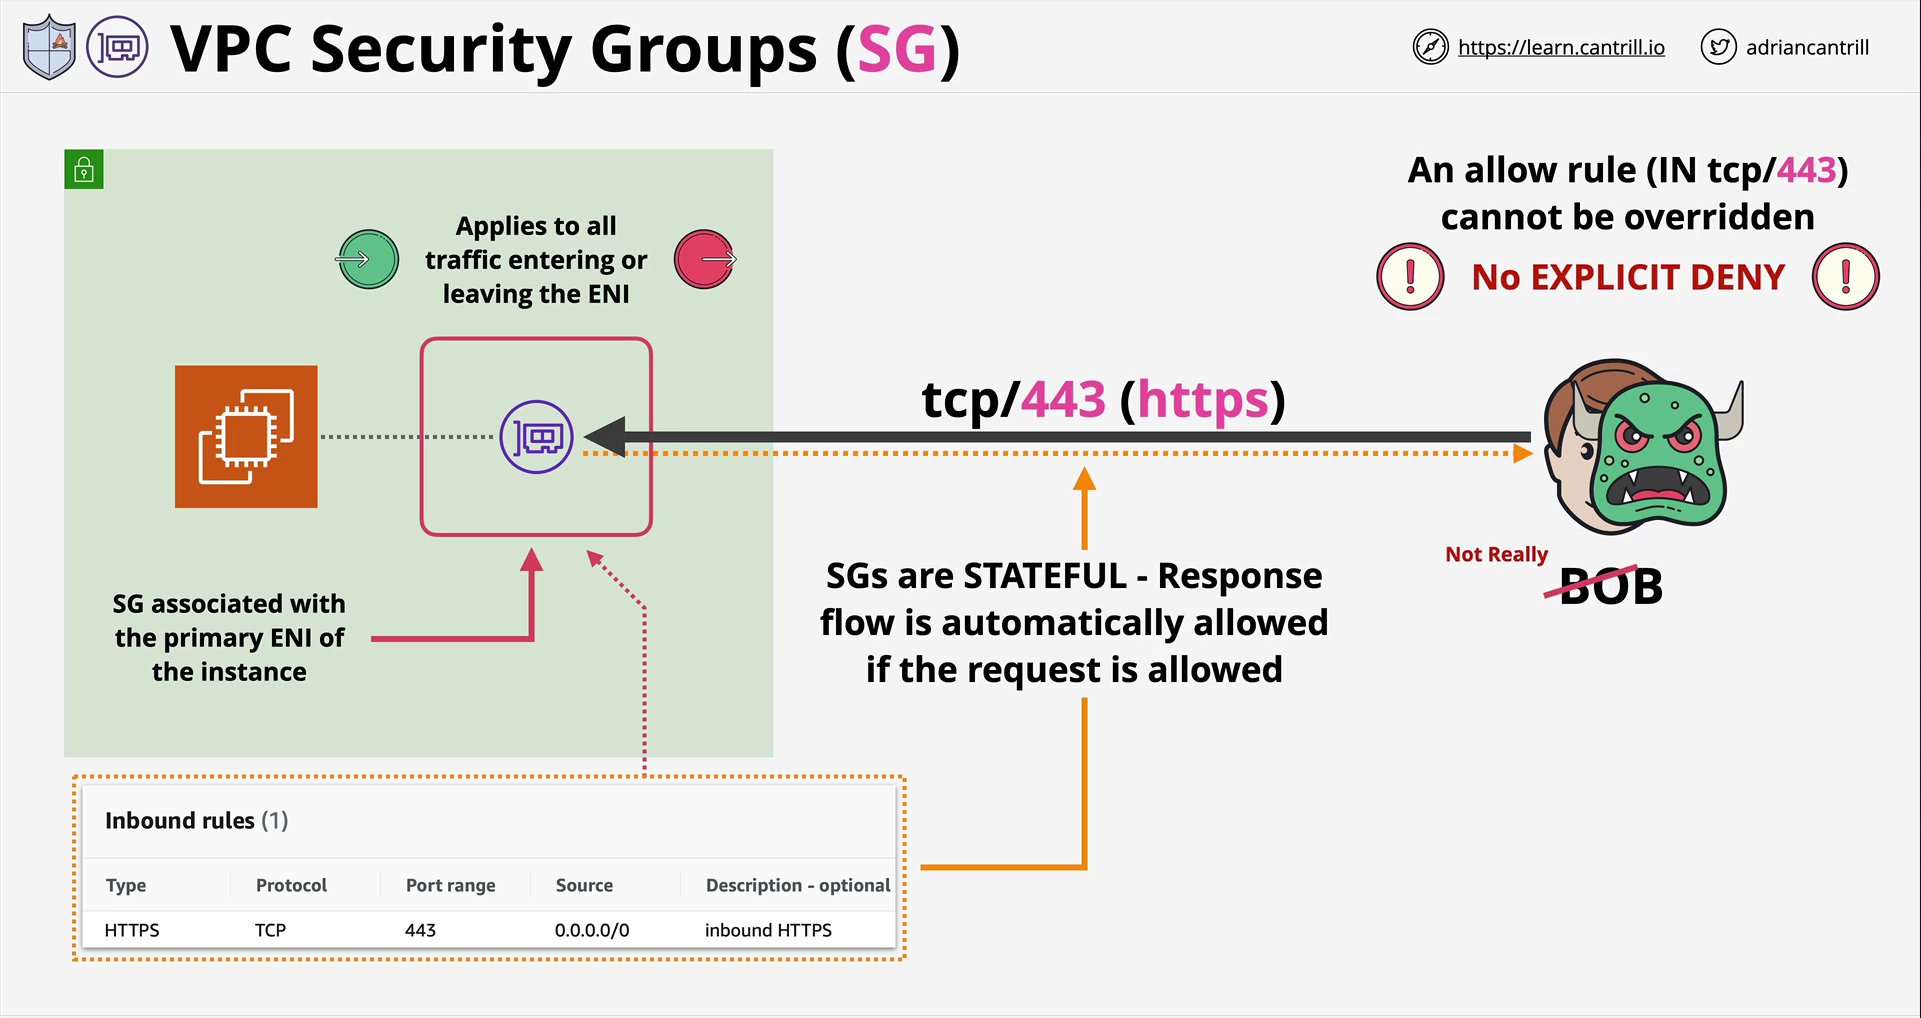 VPC Security Groups (SG)
https://learn.cantrill.io
adriancantrill
Applies to all
traffic entering or
leaving the ENI
An allow rule (IN tcp/443)
cannot be overridden
No EXPLICIT DENY
tcp/443 (https)
Not Really
BOB
SG associated with
the primary ENI of
the instance
SGs are STATEFUL - Response
flow is automatically allowed
if the request is allowed
Inbound rules (1)
Type Protocol Port range Source Description - optional
HTTPS TCP 443 0.0.0.0/0 inbound HTTPS